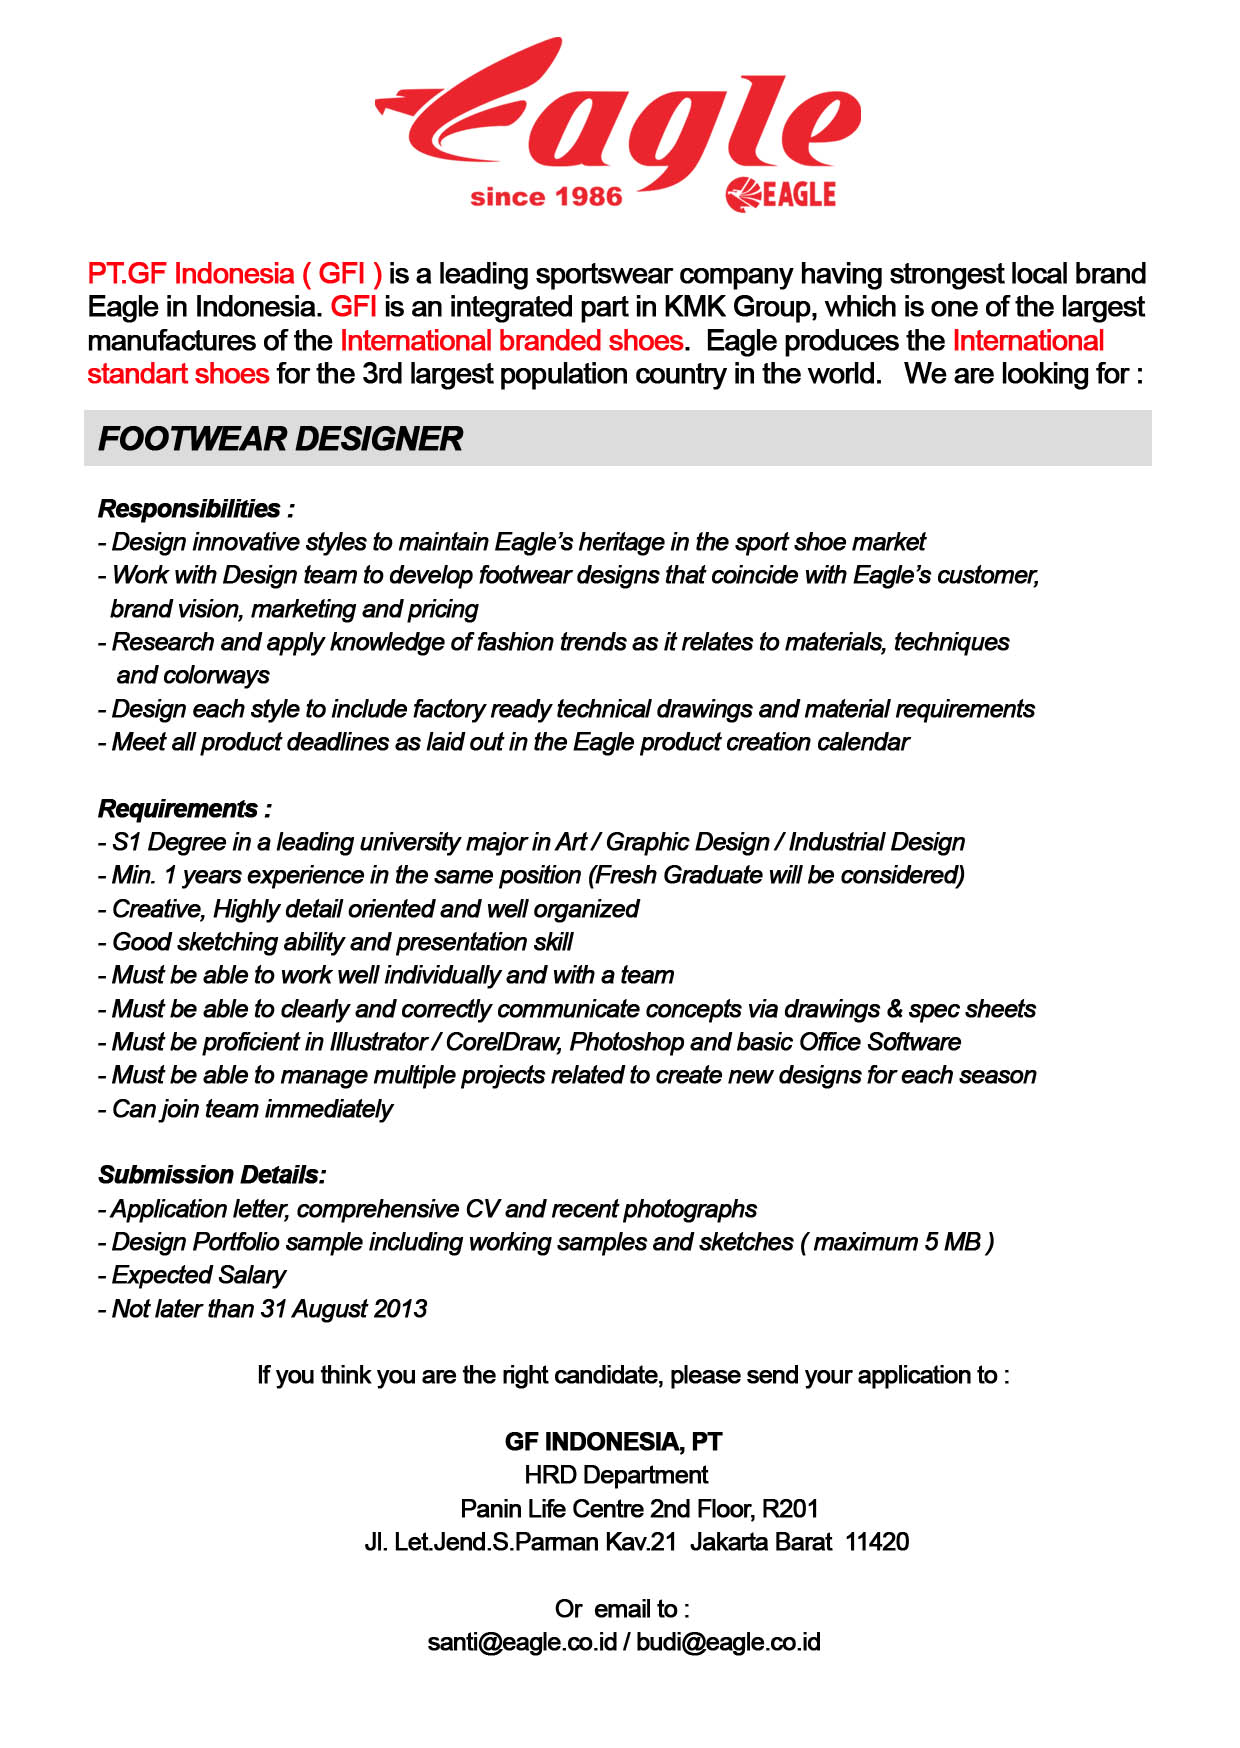 Eagle
since 1986
EAGLE
PT.GF Indonesia ( GFI ) is a leading sportswear company having strongest local brand
Eagle in Indonesia. GFI is an integrated part in KMK Group, which is one of the largest
manufactures of the International branded shoes.  Eagle produces the International
standart shoes for the 3rd largest population country in the world.   We are looking for :
FOOTWEAR DESIGNER
Responsibilities :
- Design innovative styles to maintain Eagle’s heritage in the sport shoe market
- Work with Design team to develop footwear designs that coincide with Eagle’s customer,
brand vision, marketing and pricing
- Research and apply knowledge of fashion trends as it relates to materials, techniques
and colorways
- Design each style to include factory ready technical drawings and material requirements
- Meet all product deadlines as laid out in the Eagle product creation calendar
Requirements :
- S1 Degree in a leading university major in Art / Graphic Design / Industrial Design
- Min. 1 years experience in the same position (Fresh Graduate will be considered)
- Creative, Highly detail oriented and well organized
- Good sketching ability and presentation skill
- Must be able to work well individually and with a team
- Must be able to clearly and correctly communicate concepts via drawings & spec sheets
- Must be proficient in Illustrator / CorelDraw, Photoshop and basic Office Software
- Must be able to manage multiple projects related to create new designs for each season
- Can join team immediately
Submission Details:
- Application letter, comprehensive CV and recent photographs
- Design Portfolio sample including working samples and sketches ( maximum 5 MB )
- Expected Salary
- Not later than 31 August 2013
If you think you are the right candidate, please send your application to :
GF INDONESIA, PT
HRD Department
Panin Life Centre 2nd Floor, R201
Jl. Let.Jend.S.Parman Kav.21  Jakarta Barat  11420
Or  email to :
santi@eagle.co.id / budi@eagle.co.id